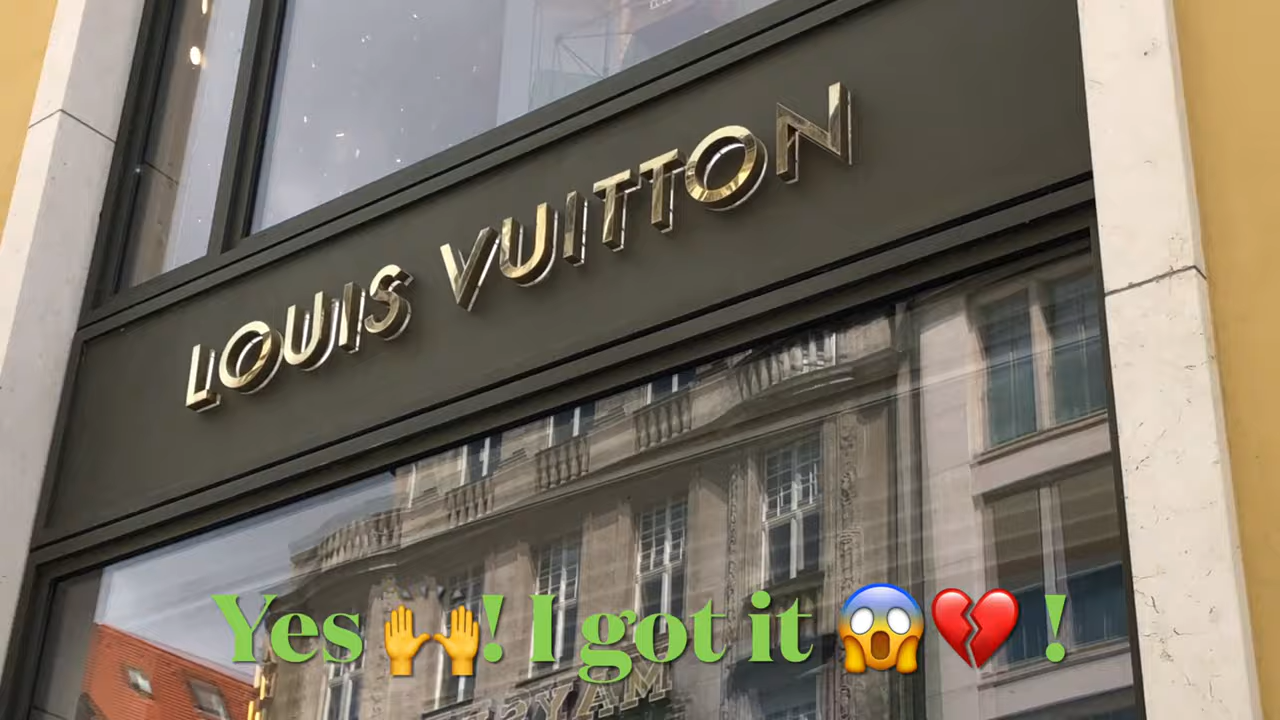 LOUIS VUITTON
Yes 🙌! I got it 😱💔 !